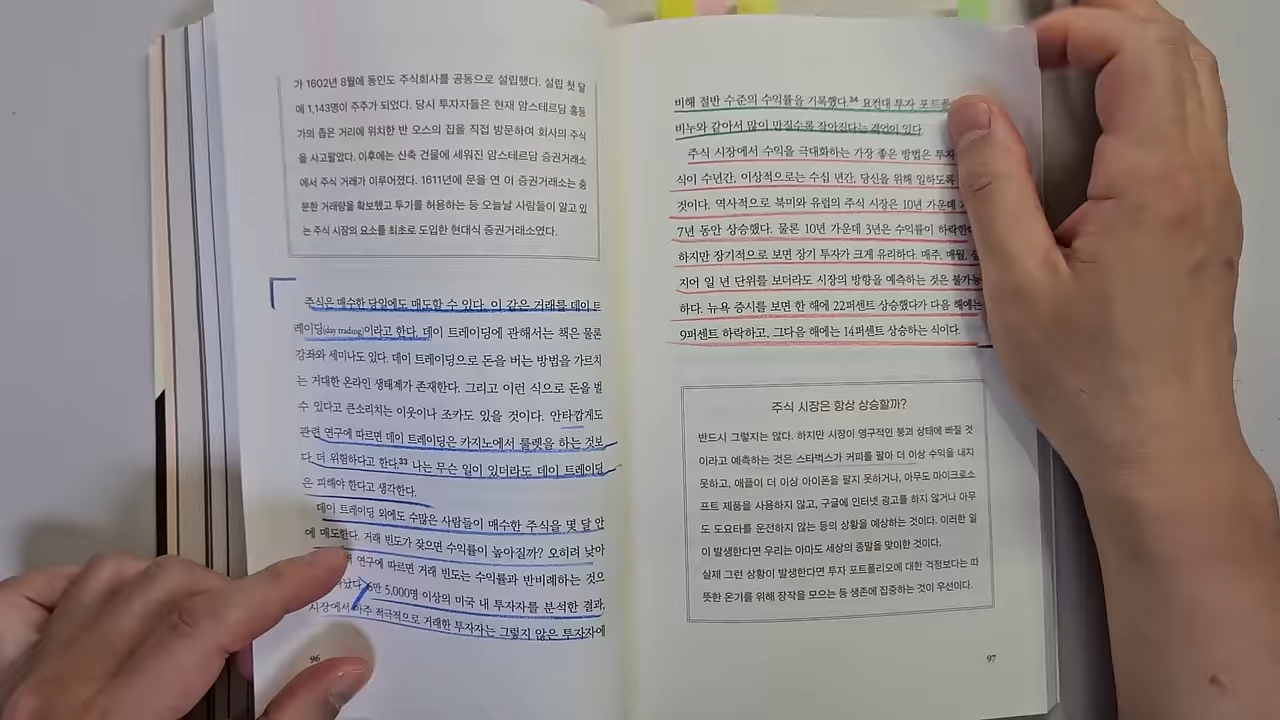 가 1602년 8월에 동인도 주식회사를 공동으로 설립했다. 설립 첫 달
에 1,143명이 주주가 되었다. 당시 투자자들은 현재 암스테르담 홍등
가의 좁은 거리에 위치한 반 오스의 집을 직접 방문하여 회사의 주식
을 사고팔았다. 이후에는 신축 건물에 세워진 암스테르담 증권거래소
에서 주식 거래가 이루어졌다. 1611년에 문을 연 이 증권거래소는 충
분한 거래량을 확보했고 투기를 허용하는 등 오늘날 사람들이 알고 있
는 주식 시장의 요소를 최초로 도입한 현대식 증권거래소였다.
주식은 매수한 당일에도 매도할 수 있다. 이 같은 거래를 데이 트
레이딩(day trading)이라고 한다. 데이 트레이딩에 관해서는 책은 물론
강좌와 세미나도 있다. 데이 트레이딩으로 돈을 버는 방법을 가르치
는 거대한 온라인 생태계가 존재한다. 그리고 이런 식으로 돈을 벌
수 있다고 큰소리치는 이웃이나 조카도 있을 것이다. 안타깝게도
관련 연구에 따르면 데이 트레이딩은 카지노에서 룰렛을 하는 것보
다 더 위험하다고 한다.33 나는 무슨 일이 있더라도 데이 트레이딩
은 피해야 한다고 생각한다.
데이 트레이딩 외에도 수많은 사람들이 매수한 주식을 몇 달 안
에 매도한다. 거래 빈도가 잦으면 수익률이 높아질까? 오히려 낮아
연구에 따르면 거래 빈도는 수익률과 반비례하는 것으
만 5,000명 이상의 미국 내 투자자를 분석한 결과,
시장에서 아주 적극적으로 거래한 투자자는 그렇지 않은 투자자에
96
비해 절반 수준의 수익률을 기록했다.34 요컨대 투자
비누와 같아서 많이 만질수록 작아진다는 격언이 있다.
주식 시장에서 수익을 극대화하는 가장 좋은 방법은 투자
식이 수년간, 이상적으로는 수십 년간, 당신을 위해 일하도록
것이다. 역사적으로 북미와 유럽의 주식 시장은 10년 가운데
7년 동안 상승했다. 물론 10년 가운데 3년은 수익률이
하지만 장기적으로 보면 장기 투자가 크게 유리하다. 매주, 매월,
지어 일 년 단위를 보더라도 시장의 방향을 예측하는 것은 불가능
하다. 뉴욕 증시를 보면 한 해에 22퍼센트 상승했다가 다음 해에는
9퍼센트 하락하고, 그다음 해에는 14퍼센트 상승하는 식이다.
주식 시장은 항상 상승할까?
반드시 그렇지는 않다. 하지만 시장이 영구적인 붕괴 상태에 빠질 것
이라고 예측하는 것은 스타벅스가 커피를 팔아 더 이상 수익을 내지
못하고, 애플이 더 이상 아이폰을 팔지 못하거나, 아무도 마이크로소
프트 제품을 사용하지 않고, 구글에 인터넷 광고를 하지 않거나 아무
도 도요타를 운전하지 않는 등의 상황을 예상하는 것이다. 이러한 일
이 발생한다면 우리는 아마도 세상의 종말을 맞이한 것이다.
실제 그런 상황이 발생한다면 투자 포트폴리오에 대한 걱정보다는 따
뜻한 온기를 위해 장작을 모으는 등 생존에 집중하는 것이 우선이다.
97